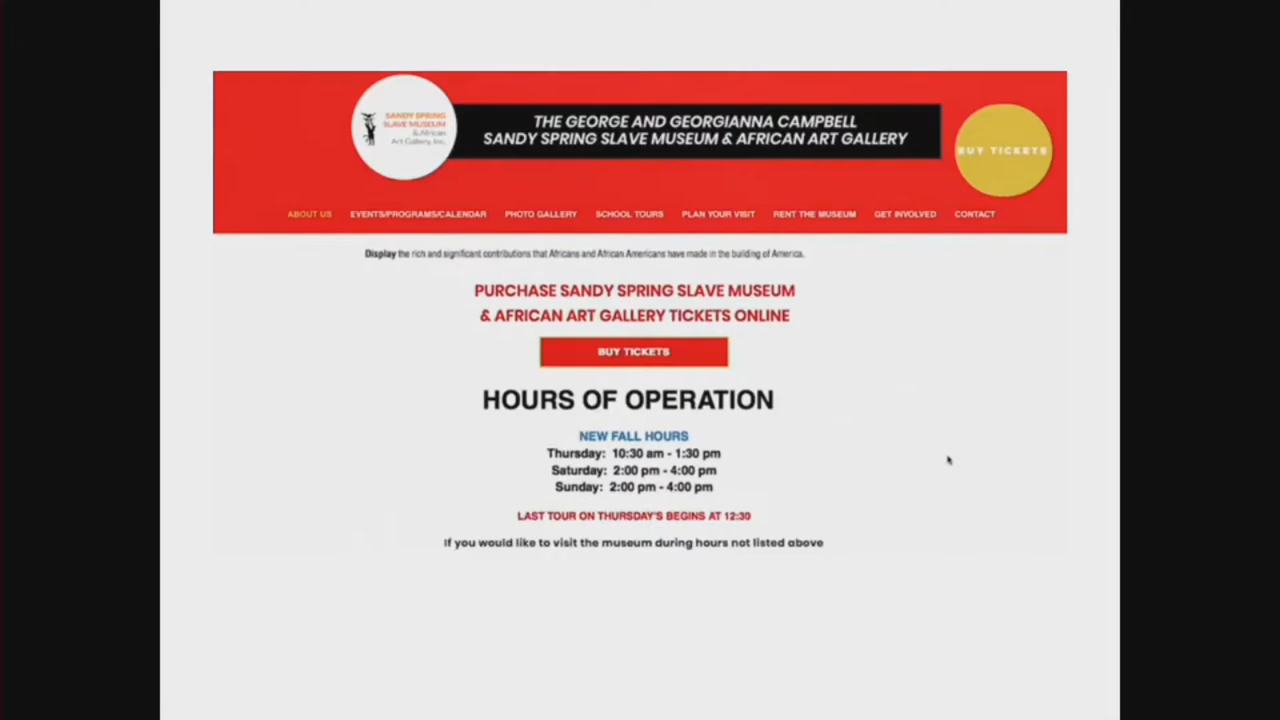 SANDY SPRING
SLAVE MUSEUM
& African
Art Gallery, Inc.
THE GEORGE AND GEORGIANNA CAMPBELL
SANDY SPRING SLAVE MUSEUM & AFRICAN ART GALLERY
BUY TICKETS
ABOUT US EVENTS/PROGRAMS/CALENDAR PHOTO GALLERY SCHOOL TOURS PLAN YOUR VISIT RENT THE MUSEUM GET INVOLVED CONTACT
Display the rich and significant contributions that Africans and African Americans have made in the building of America.
PURCHASE SANDY SPRING SLAVE MUSEUM
& AFRICAN ART GALLERY TICKETS ONLINE
BUY TICKETS
HOURS OF OPERATION
NEW FALL HOURS
Thursday: 10:30 am - 1:30 pm
Saturday: 2:00 pm - 4:00 pm
Sunday: 2:00 pm - 4:00 pm
LAST TOUR ON THURSDAY'S BEGINS AT 12:30
If you would like to visit the museum during hours not listed above